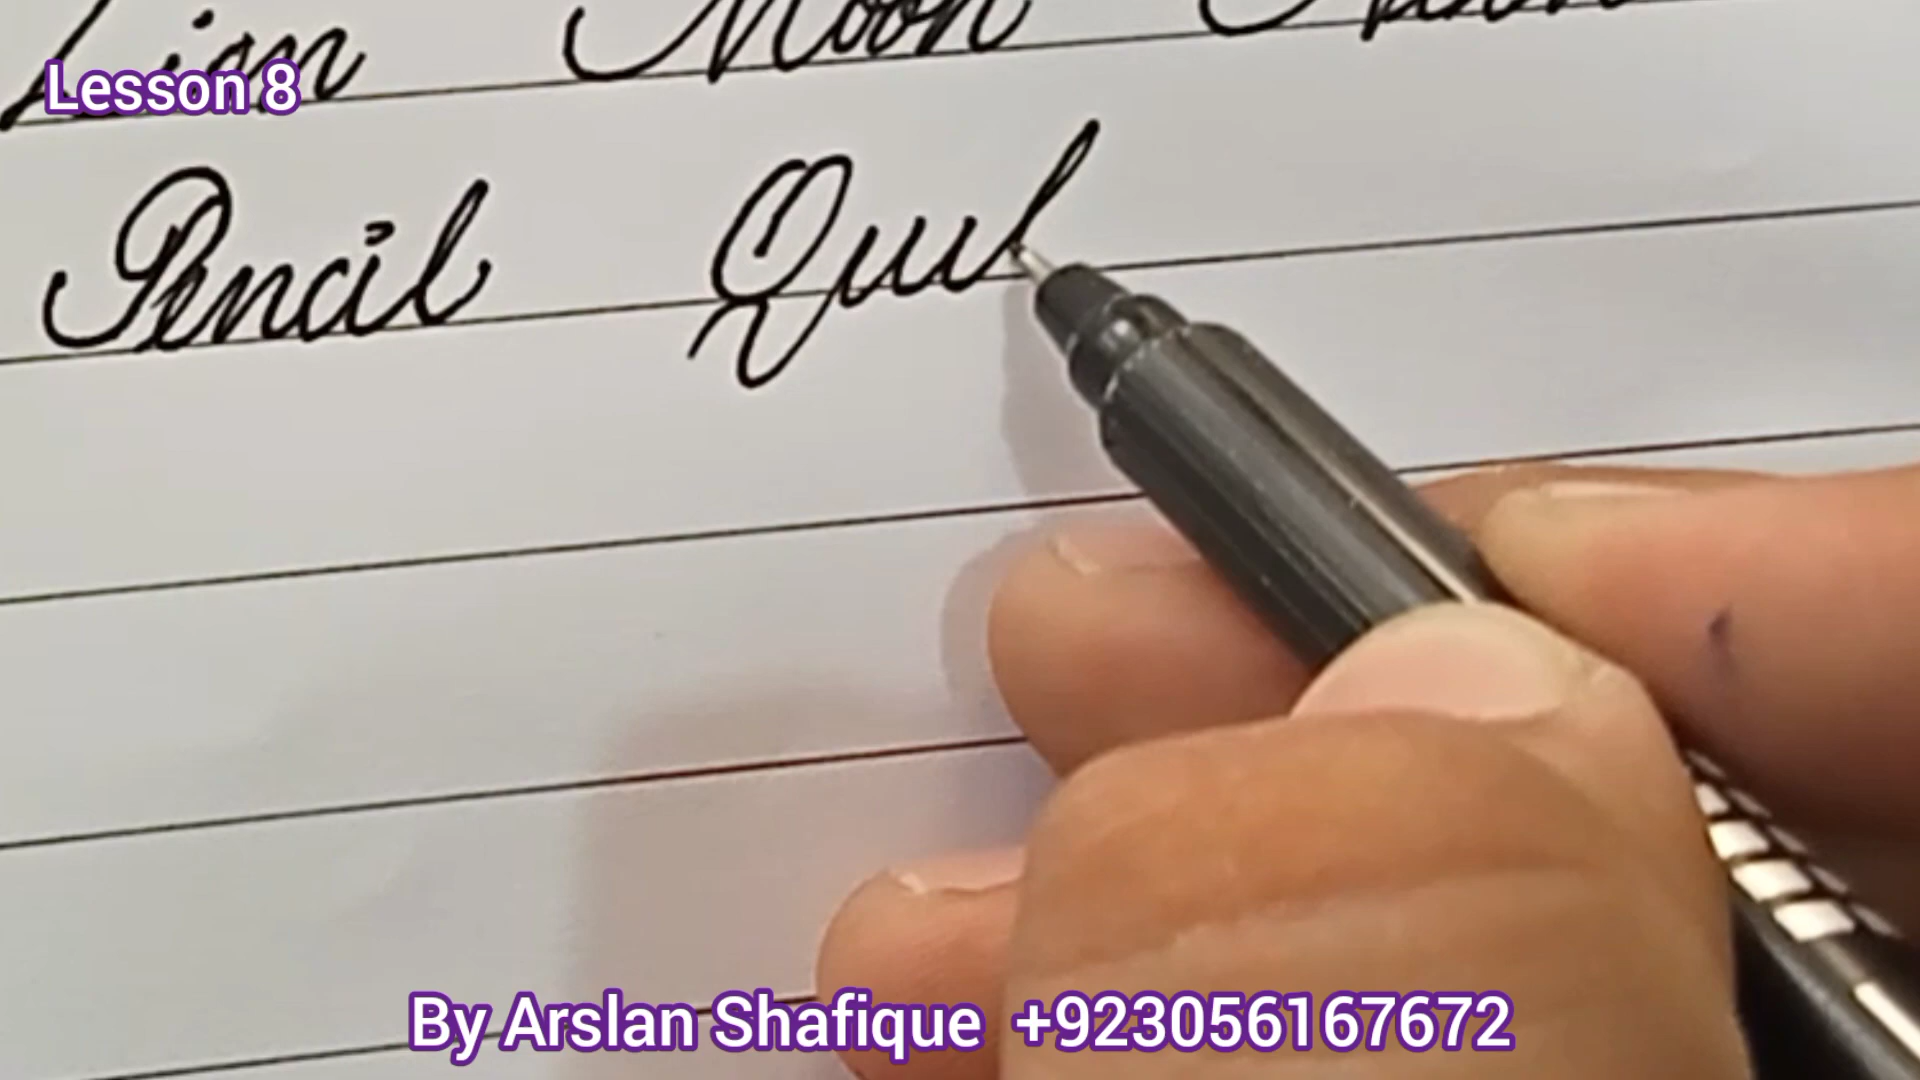 Lion Moon
Lesson 8
Pencil Quil
By Arslan Shafique +923056167672